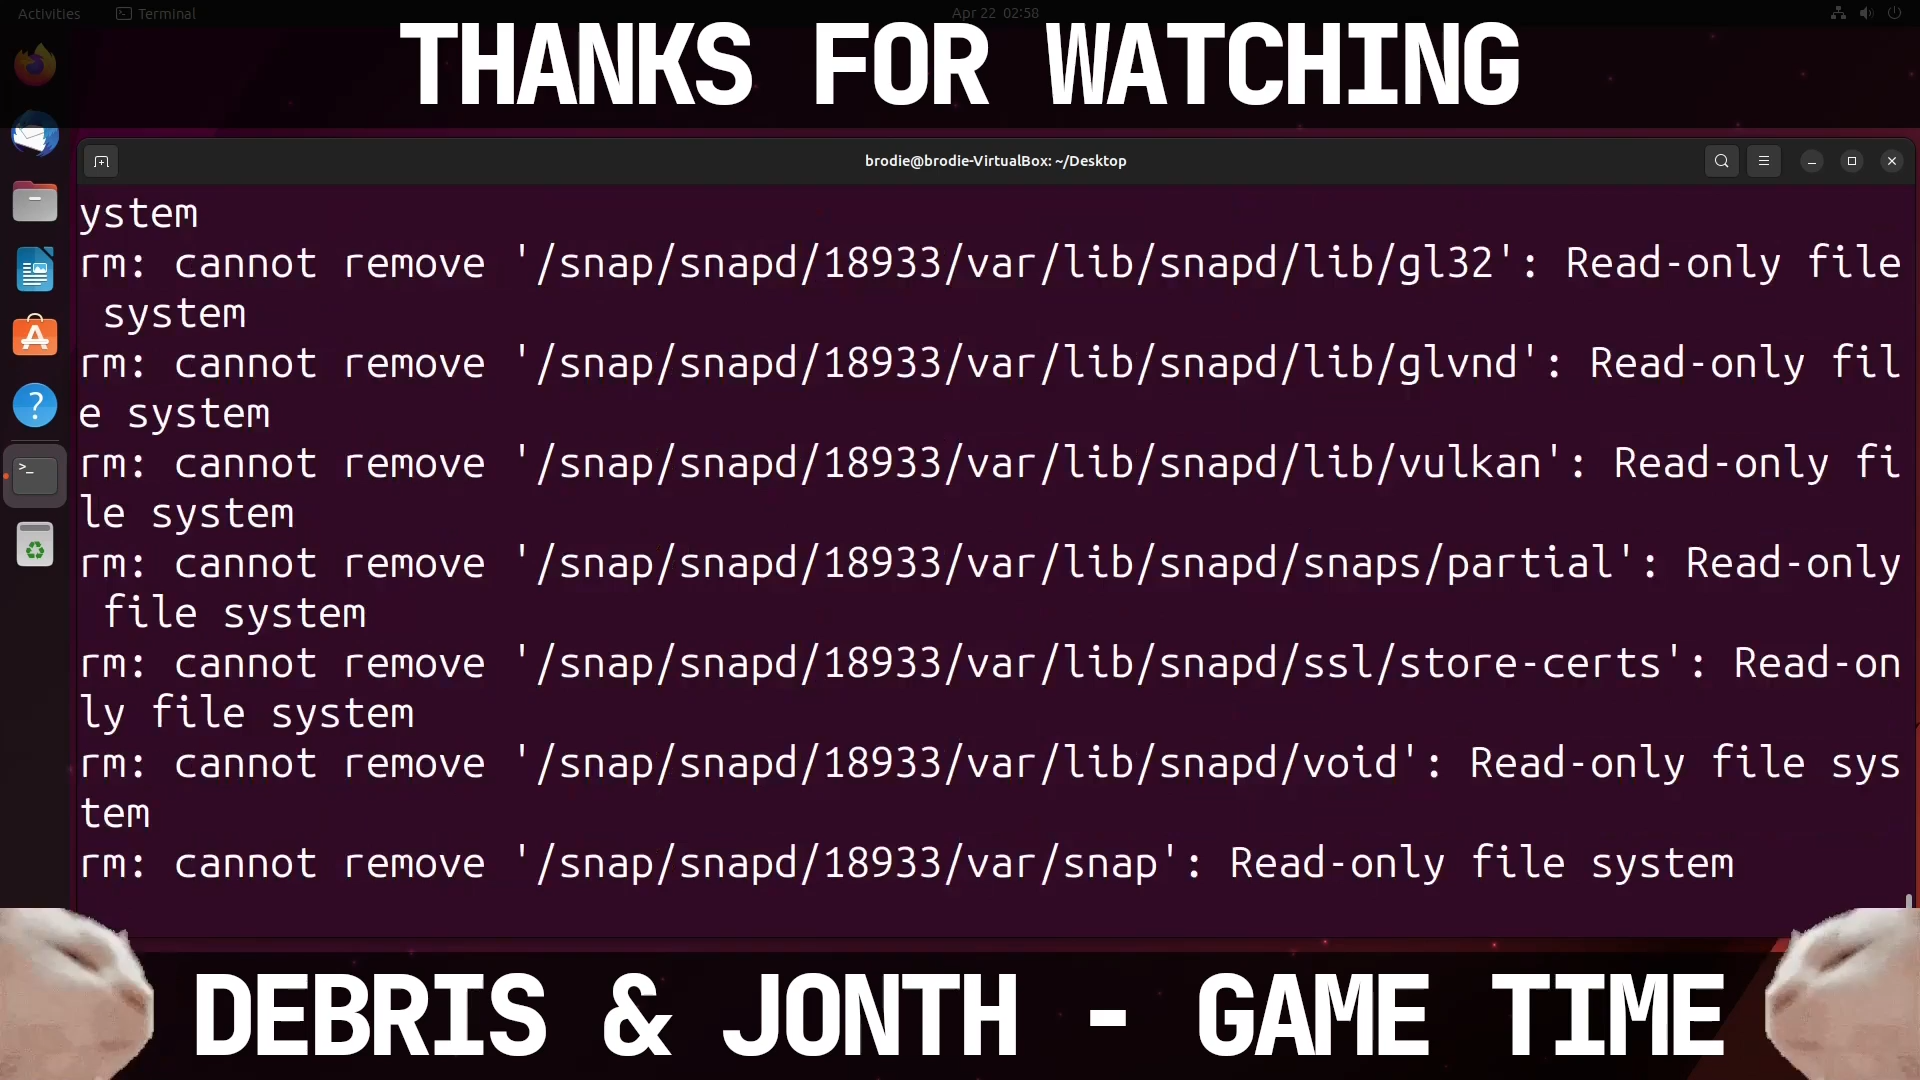 Activities Terminal Apr 22 02:58
THANKS FOR WATCHING
brodie@brodie-VirtualBox: ~/Desktop
ystem
rm: cannot remove '/snap/snapd/18933/var/lib/snapd/lib/gl32': Read-only file
 system
rm: cannot remove '/snap/snapd/18933/var/lib/snapd/lib/glvnd': Read-only fil
e system
rm: cannot remove '/snap/snapd/18933/var/lib/snapd/lib/vulkan': Read-only fi
le system
rm: cannot remove '/snap/snapd/18933/var/lib/snapd/snaps/partial': Read-only
 file system
rm: cannot remove '/snap/snapd/18933/var/lib/snapd/ssl/store-certs': Read-on
ly file system
rm: cannot remove '/snap/snapd/18933/var/lib/snapd/void': Read-only file sys
tem
rm: cannot remove '/snap/snapd/18933/var/snap': Read-only file system
DEBRIS & JONTH - GAME TIME